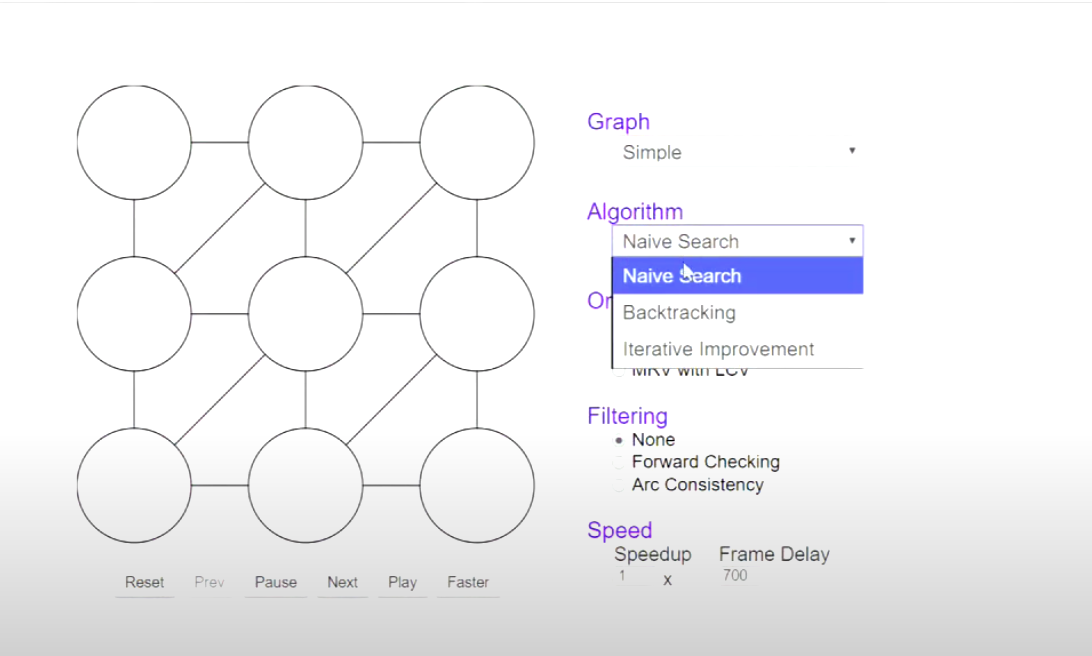 Graph
Simple
Algorithm
Naive Search
Naive Search
Or
Backtracking
Iterative Improvement
MRV with LCV
Filtering
None
Forward Checking
Arc Consistency
Speed
Speedup Frame Delay
1 x 700
Reset Prev Pause Next Play Faster